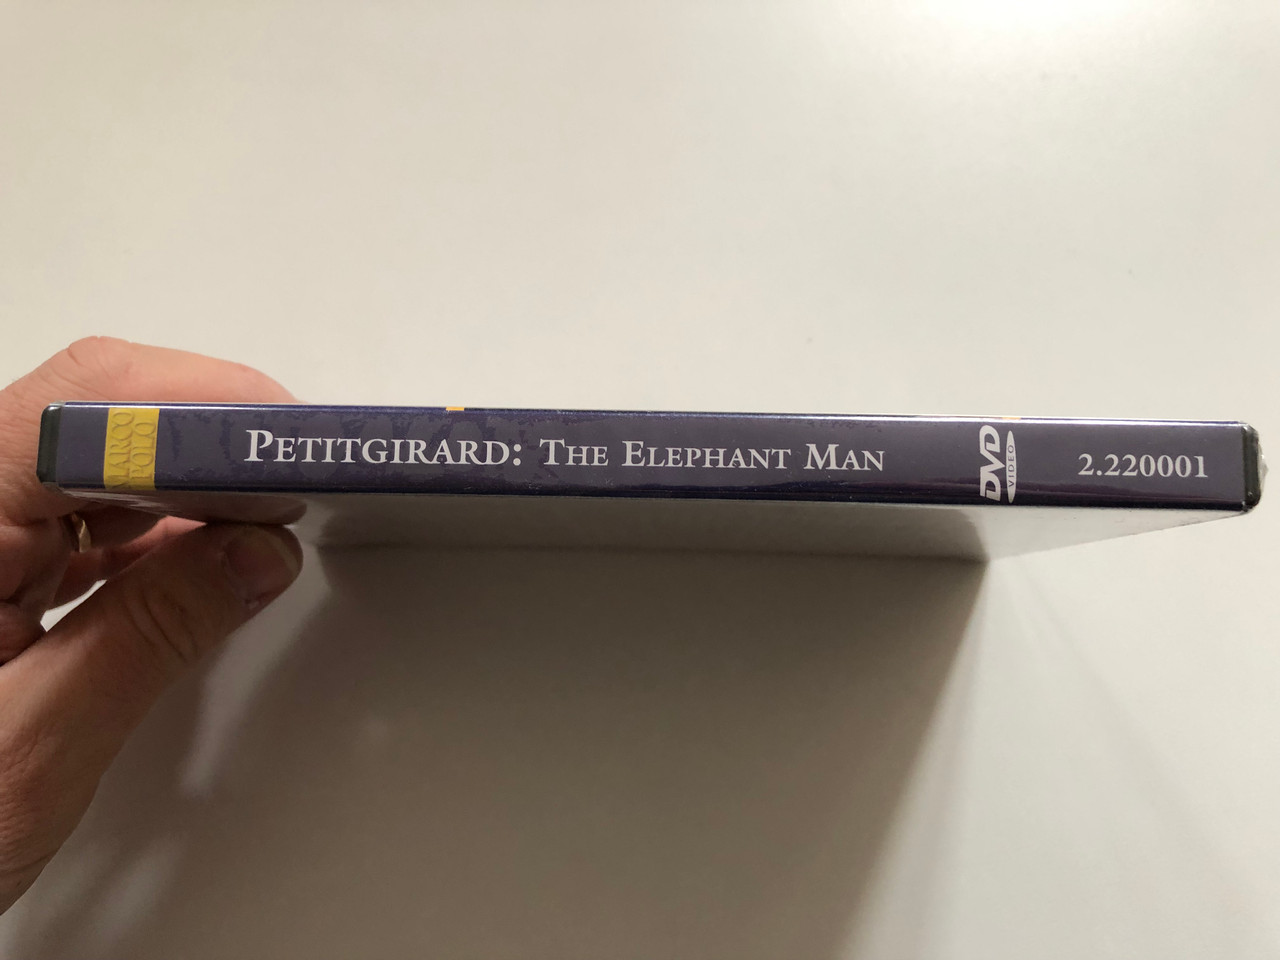 MARCO
POLO
PETITGIRARD: THE ELEPHANT MAN
DVD
VIDEO
2.220001